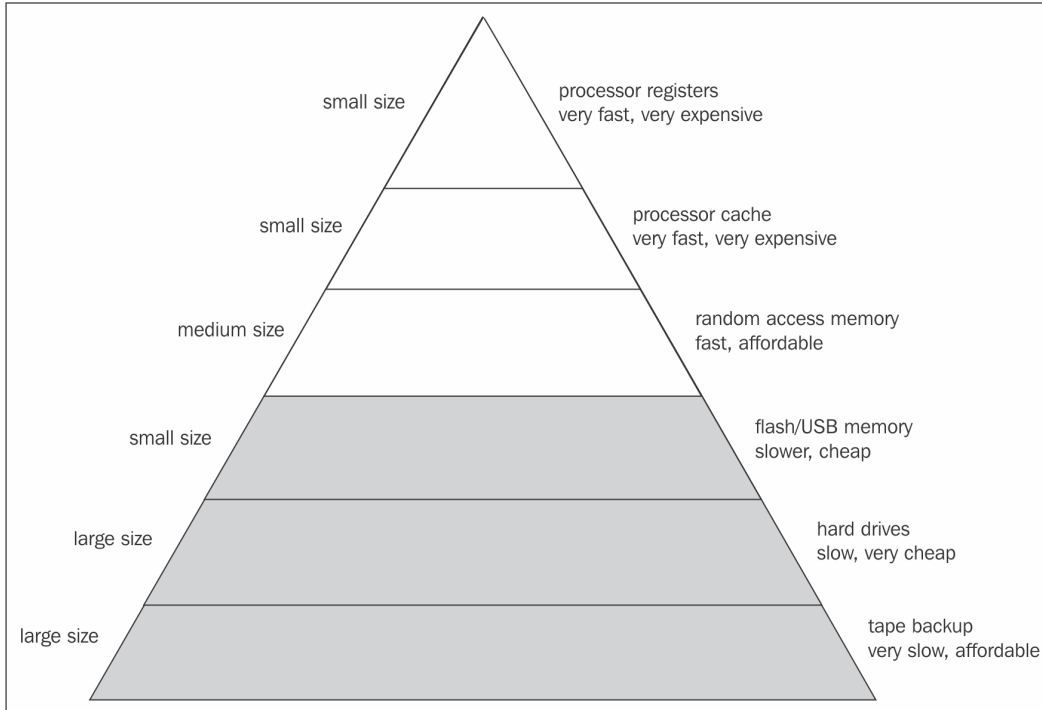 small size
processor registers
very fast, very expensive
small size
processor cache
very fast, very expensive
medium size
random access memory
fast, affordable
small size
flash/USB memory
slower, cheap
large size
hard drives
slow, very cheap
large size
tape backup
very slow, affordable